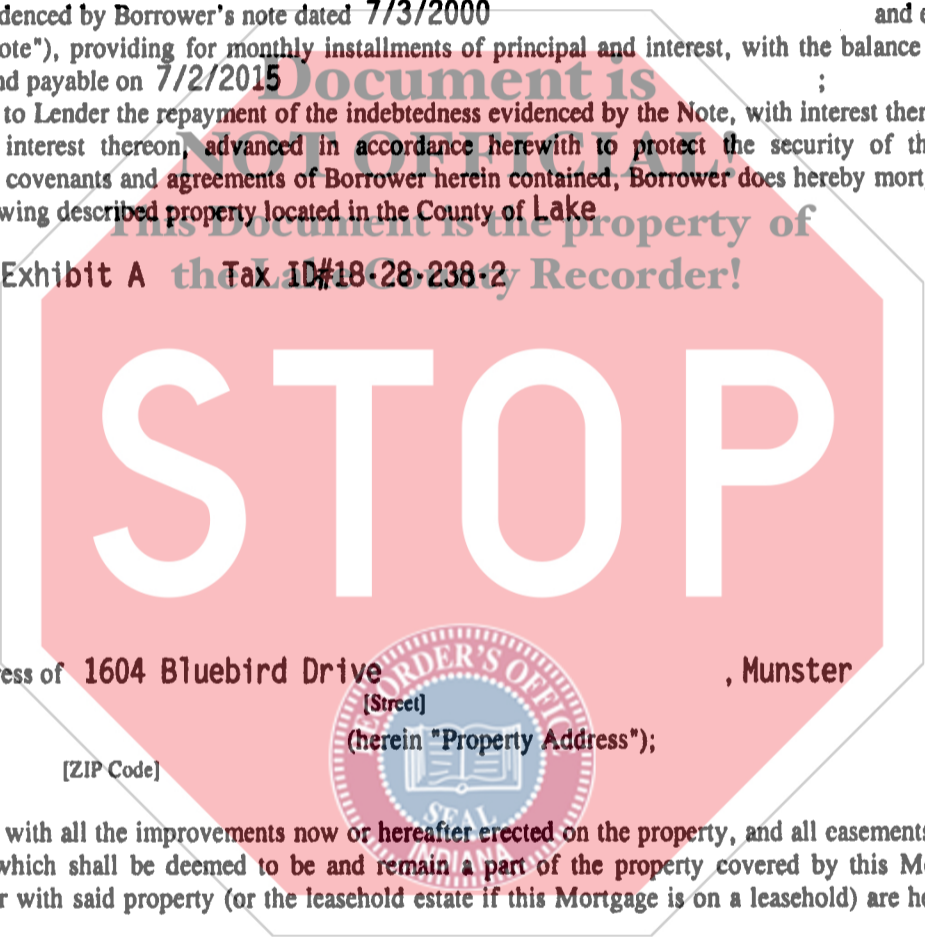 denced by Borrower's note dated 7/3/2000 and e
ote"), providing for monthly installments of principal and interest, with the balance
nd payable on 7/2/2015 ;
Document is
to Lender the repayment of the indebtedness evidenced by the Note, with interest ther
interest thereon, advanced in accordance herewith to protect the security of th
NOT OFFICIAL!
covenants and agreements of Borrower herein contained, Borrower does hereby mort
wing described property located in the County of Lake
This Document is the property of
Exhibit A Tax ID#18-28-238-2
the Lake County Recorder!
STOP
ess of 1604 Bluebird Drive , Munster
[Street]
(herein "Property Address");
[ZIP Code]
RECORDER'S OFFICE
SEAL
INDIANA
with all the improvements now or hereafter erected on the property, and all easements
which shall be deemed to be and remain a part of the property covered by this Mo
r with said property (or the leasehold estate if this Mortgage is on a leasehold) are he